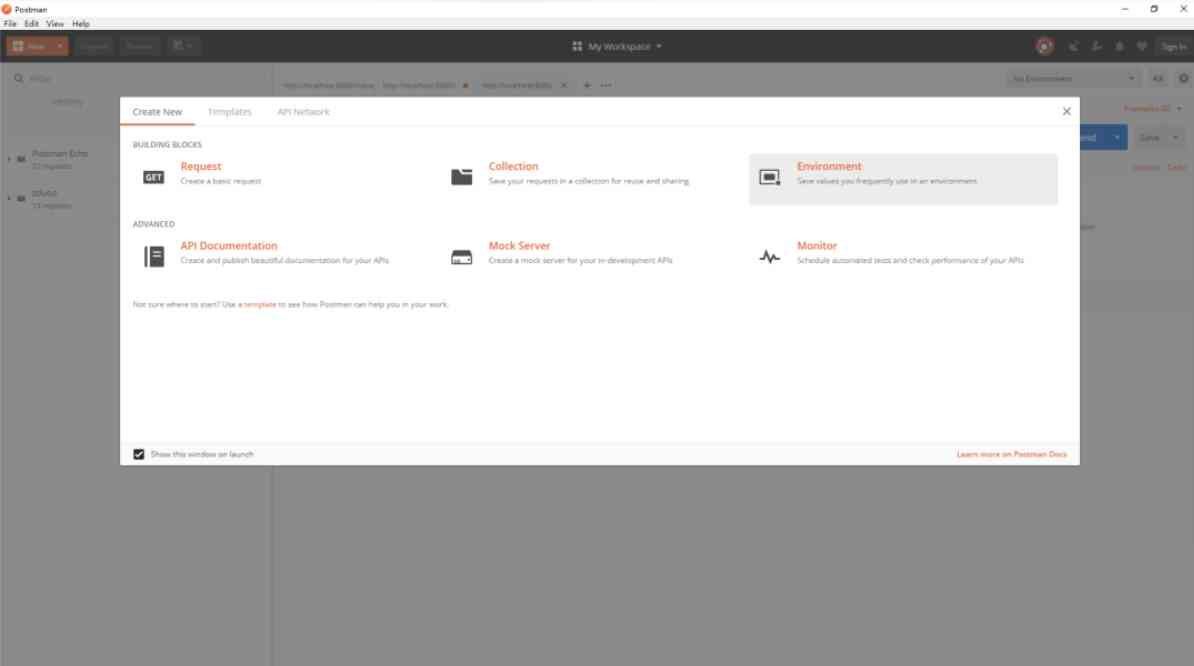 Postman
File Edit View Help
New
My Workspace
Sign In
Filter
History
No Environment
Examples (0)
Save
Postman Echo
Create New
Templates
API Network
BUILDING BLOCKS
GET
Request
Create a basic request
Collection
Save your requests in a collection for reuse and sharing
Environment
Save values you frequently use in an environment
ADVANCED
API Documentation
Create and publish beautiful documentation for your APIs
Mock Server
Create a mock server for your in-development APIs
Monitor
Schedule automated tests and check performance of your APIs
Not sure where to start? Use a template to see how Postman can help you in your work.
Show this window on launch
Learn more on Postman Docs